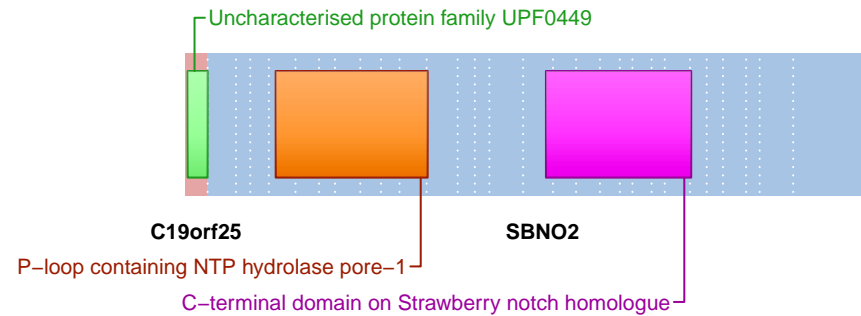 Uncharacterised protein family UPF0449
C19orf25 SBNO2
P−loop containing NTP hydrolase pore−1
C−terminal domain on Strawberry notch homologue